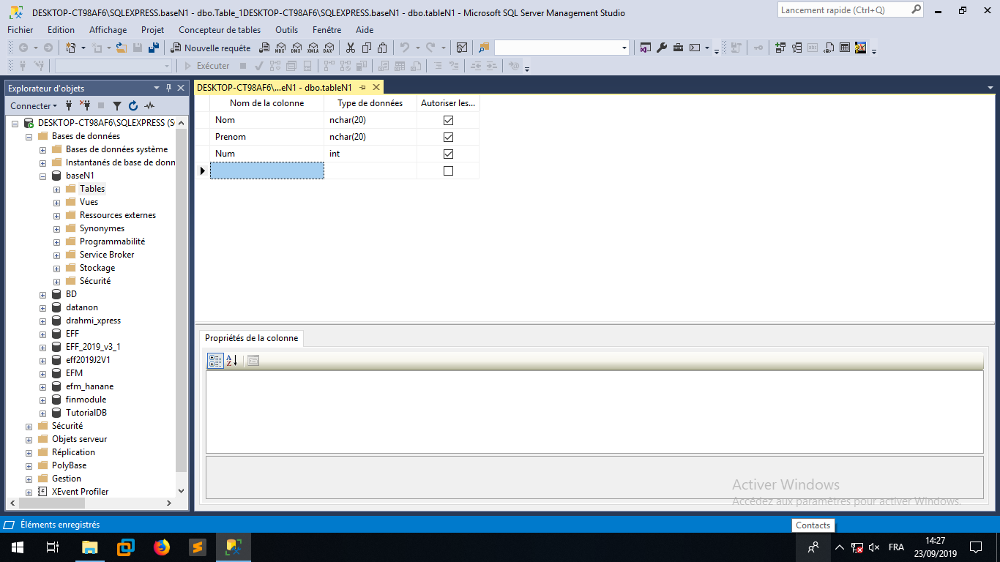 DESKTOP-CT98AF6\SQLEXPRESS.baseN1 - dbo.Table_1DESKTOP-CT98AF6\SQLEXPRESS.baseN1 - dbo.tableN1 - Microsoft SQL Server Management Studio
Lancement rapide (Ctrl+Q)
Fichier Edition Affichage Projet Concepteur de tables Outils Fenêtre Aide
Nouvelle requête MDX DMX XMLA DAX
Exécuter
Explorateur d'objets
DESKTOP-CT98AF6\...eN1 - dbo.tableN1
Connecter
Nom de la colonne Type de données Autoriser les...
Nom nchar(20)
Prenom nchar(20)
Num int
DESKTOP-CT98AF6\SQLEXPRESS (S
Bases de données
Bases de données système
Instantanés de base de donn
baseN1
Tables
Vues
Ressources externes
Synonymes
Programmabilité
Service Broker
Stockage
Sécurité
BD
datanon
drahmi_xpress
EFF
EFF_2019_v3_1
eff2019J2V1
EFM
efm_hanane
finmodule
TutorialDB
Sécurité
Objets serveur
Réplication
PolyBase
Gestion
XEvent Profiler
Propriétés de la colonne
Activer Windows
Accédez aux paramètres pour activer Windows.
Éléments enregistrés
Contacts
FRA
14:27
23/09/2019